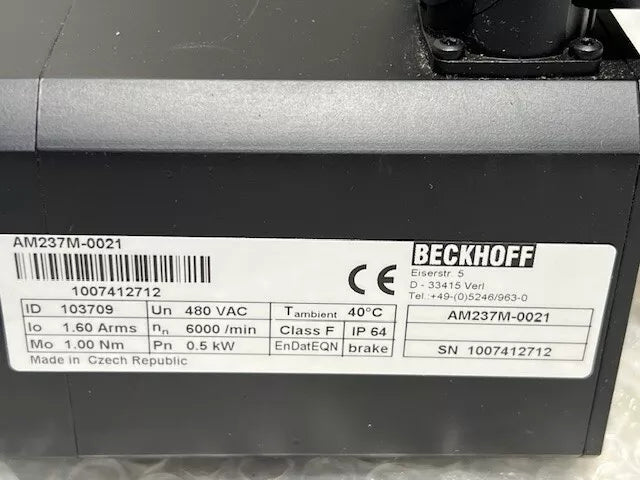 AM237M-0021
1007412712
ID 103709 Un 480 VAC Tambient 40°C
Io 1.60 Arms nn 6000 /min Class F IP 64
Mo 1.00 Nm Pn 0.5 kW EnDatEQN brake
Made in Czech Republic
CE
BECKHOFF
Eiserstr. 5
D - 33415 Verl
Tel.:+49-(0)5246/963-0
AM237M-0021
SN 1007412712